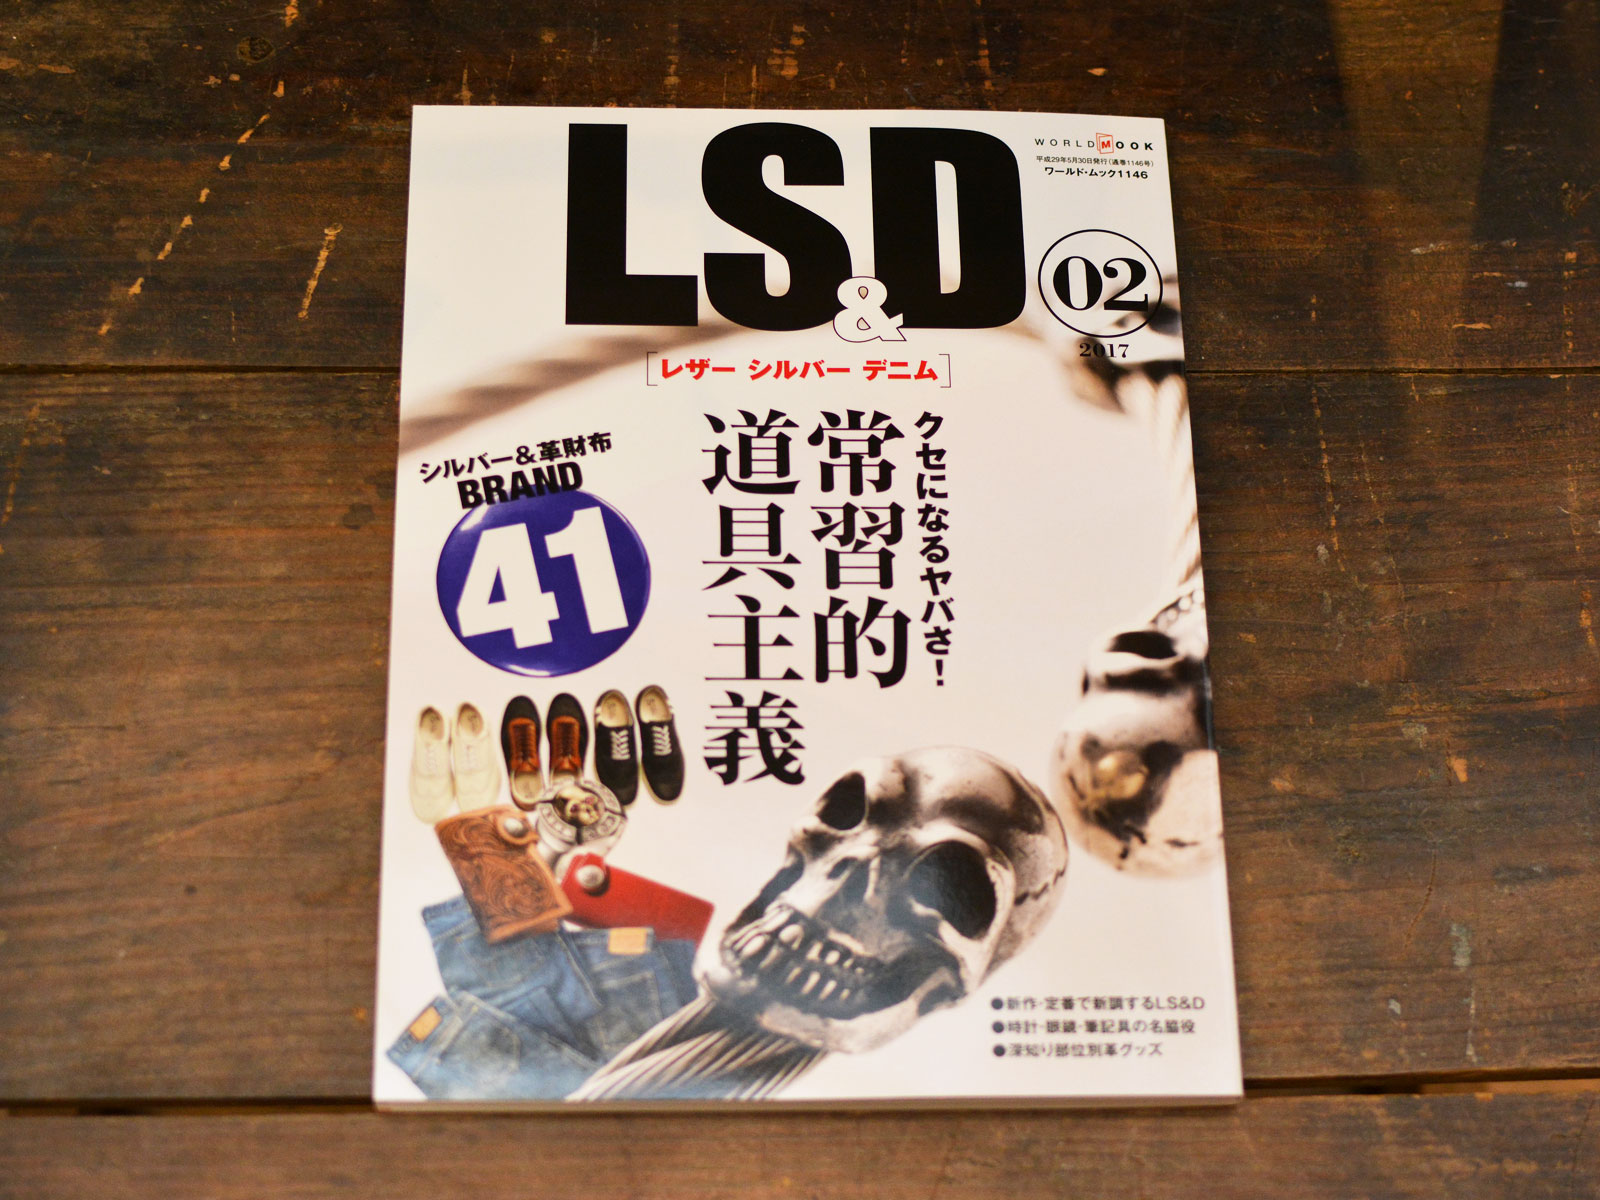 LS&D
WORLD MOOK
平成29年5月30日発行(通巻1146号)
ワールド・ムック1146
02
2017
[レザー シルバー デニム]
クセになるヤバさ!
常習的
道具主義
シルバー&革財布
BRAND
41
●新作・定番で新調するLS&D
●時計・眼鏡・筆記具の名脇役
●深知り部位別革グッズ